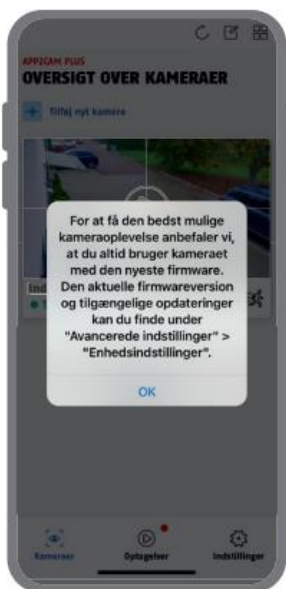 APP2CAM PLUS
OVERSIGT OVER KAMERAER
Tilføj nyt kamera
For at få den bedst mulige
kameraoplevelse anbefaler vi,
at du altid bruger kameraet
med den nyeste firmware.
Den aktuelle firmwareversion
og tilgængelige opdateringer
kan du finde under
"Avancerede indstillinger" >
"Enhedsindstillinger".
OK
Kameraer
Optagelser
Indstillinger